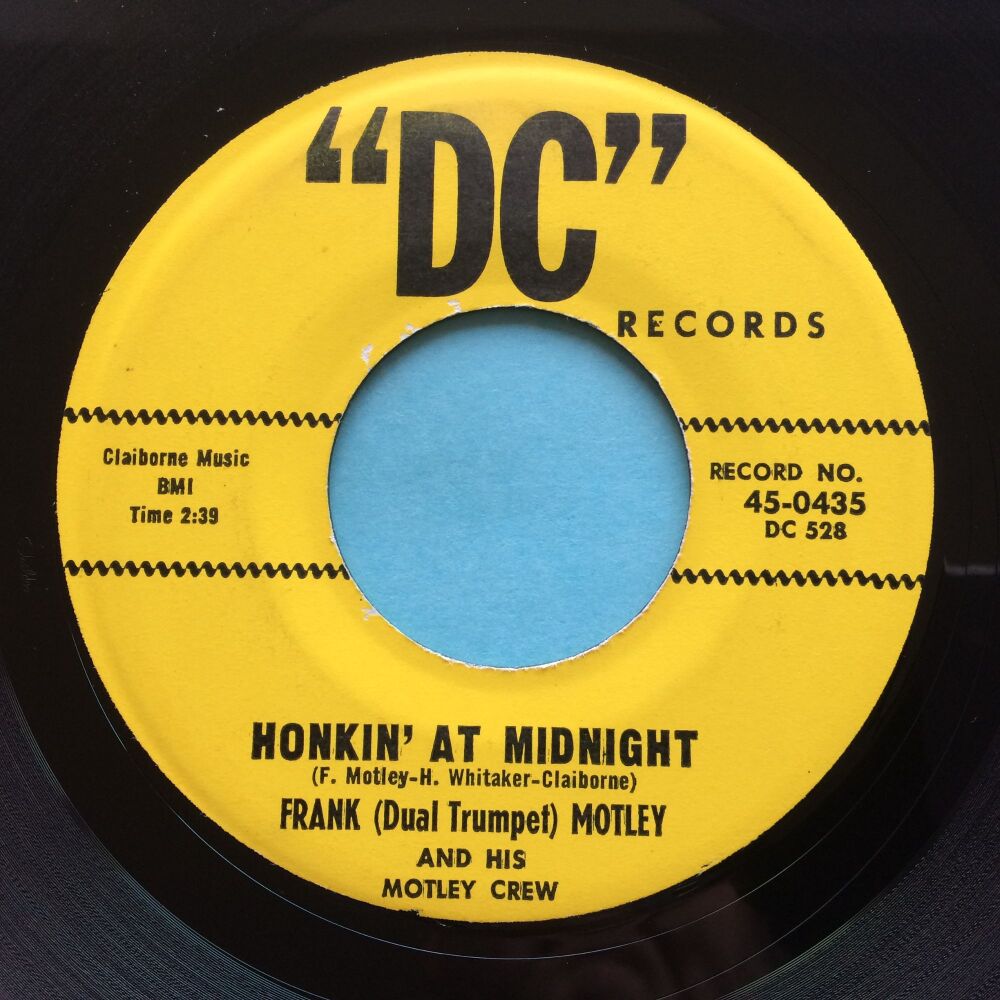 “DC”
RECORDS
Claiborne Music
BMI
Time 2:39
RECORD NO.
45-0435
DC 528
HONKIN’ AT MIDNIGHT
(F. Motley-H. Whitaker-Claiborne)
FRANK (Dual Trumpet) MOTLEY
AND HIS
MOTLEY CREW